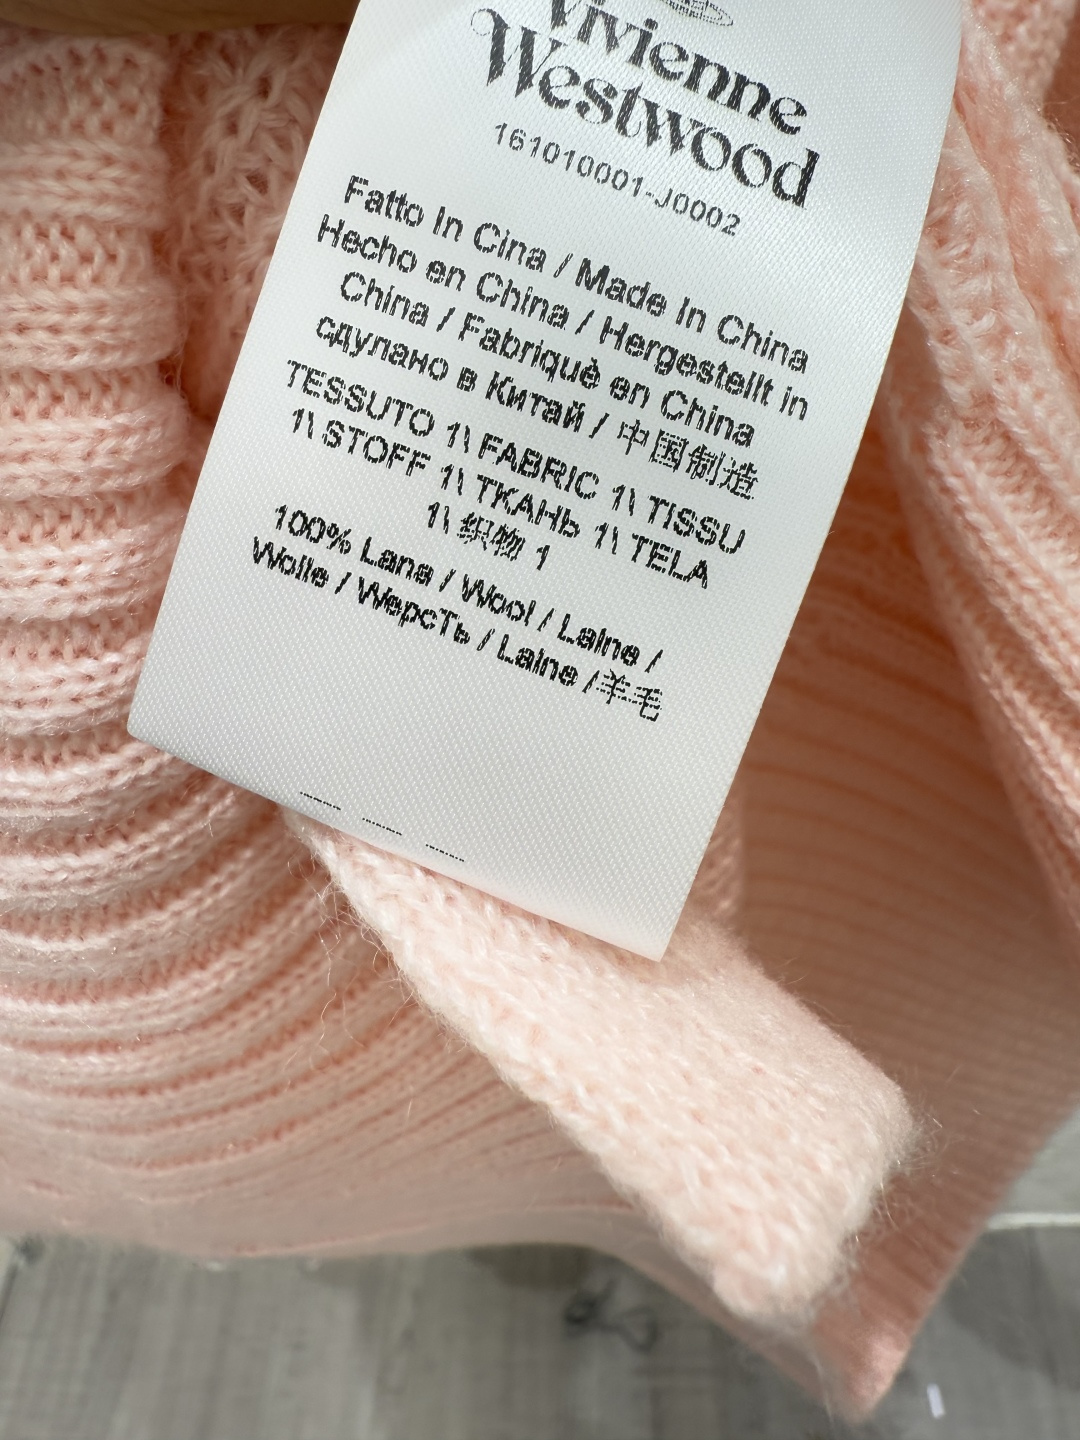 Vivienne
Westwood
161010001-J0002
Fatto In Cina / Made In China
Hecho en China / Hergestellt in
China / Fabriquè en China /
сдулано в Китай / 中国制造
TESSUTO 1\ FABRIC 1\ TISSU
1\ STOFF 1\ ТКАНЬ 1\ TELA
1\ 织物 1
100% Lana / Wool / Laine /
Wolle / WepcTь / Laine /羊毛